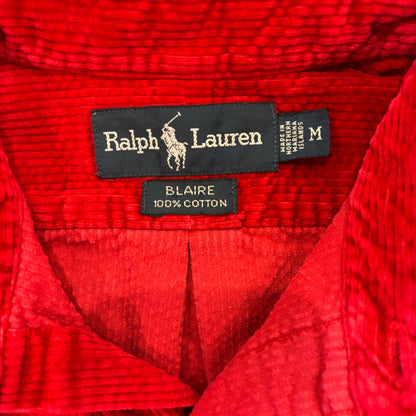 Ralph Lauren
MADE IN
NORTHERN
MARIANA
ISLANDS
M
BLAIRE
100% COTTON